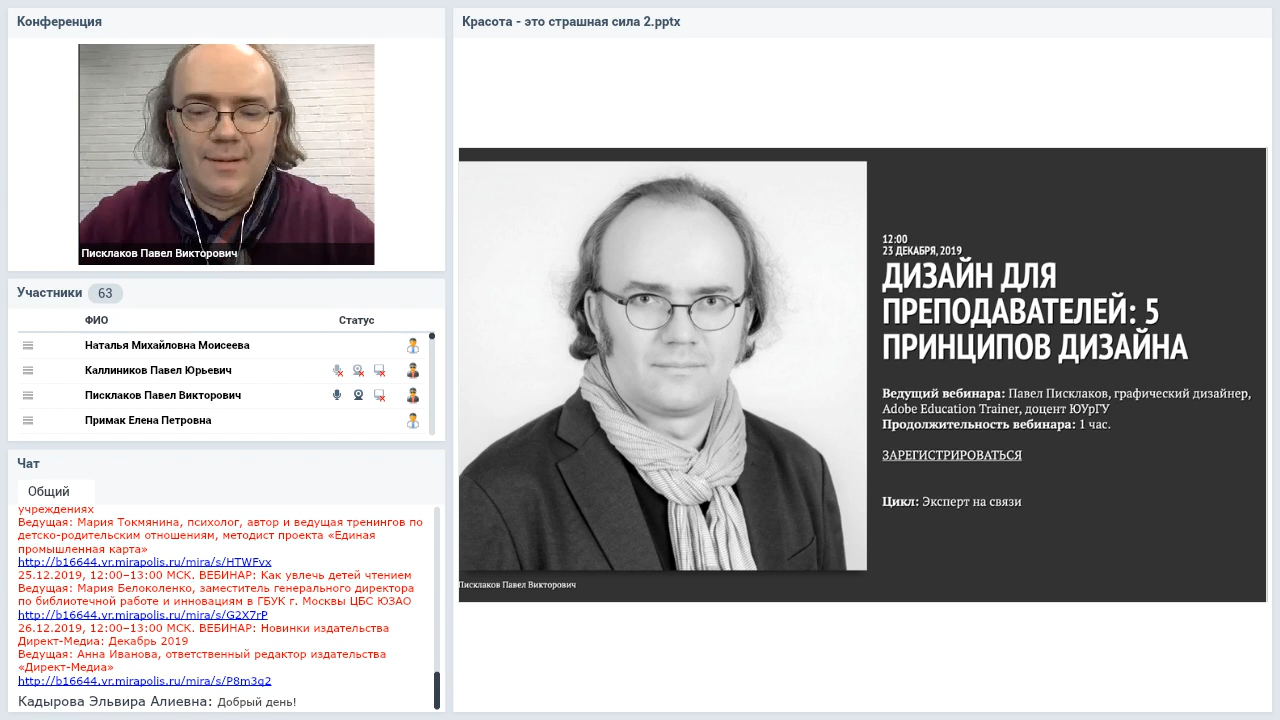 Конференция
Писклаков Павел Викторович
Участники 63
ФИО Статус
Наталья Михайловна Моисеева
Каллиников Павел Юрьевич
Писклаков Павел Викторович
Примак Елена Петровна
Чат
Общий
учреждениях
Ведущая: Мария Токмянина, психолог, автор и ведущая тренингов по
детско-родительским отношениям, методист проекта «Единая
промышленная карта»
http://b16644.vr.mirapolis.ru/mira/s/HTWFvx
25.12.2019, 12:00–13:00 МСК. ВЕБИНАР: Как увлечь детей чтением
Ведущая: Мария Белоколенко, заместитель генерального директора
по библиотечной работе и инновациям в ГБУК г. Москвы ЦБС ЮЗАО
http://b16644.vr.mirapolis.ru/mira/s/G2X7rP
26.12.2019, 12:00–13:00 МСК. ВЕБИНАР: Новинки издательства
Директ-Медиа: Декабрь 2019
Ведущая: Анна Иванова, ответственный редактор издательства
«Директ-Медиа»
http://b16644.vr.mirapolis.ru/mira/s/P8m3q2
Кадырова Эльвира Алиевна: Добрый день!
Красота - это страшная сила 2.pptx
12:00
23 ДЕКАБРЯ, 2019
ДИЗАЙН ДЛЯ
ПРЕПОДАВАТЕЛЕЙ: 5
ПРИНЦИПОВ ДИЗАЙНА
Ведущий вебинара: Павел Писклаков, графический дизайнер,
Adobe Education Trainer, доцент ЮУрГУ
Продолжительность вебинара: 1 час.
ЗАРЕГИСТРИРОВАТЬСЯ
Цикл: Эксперт на связи
Писклаков Павел Викторович